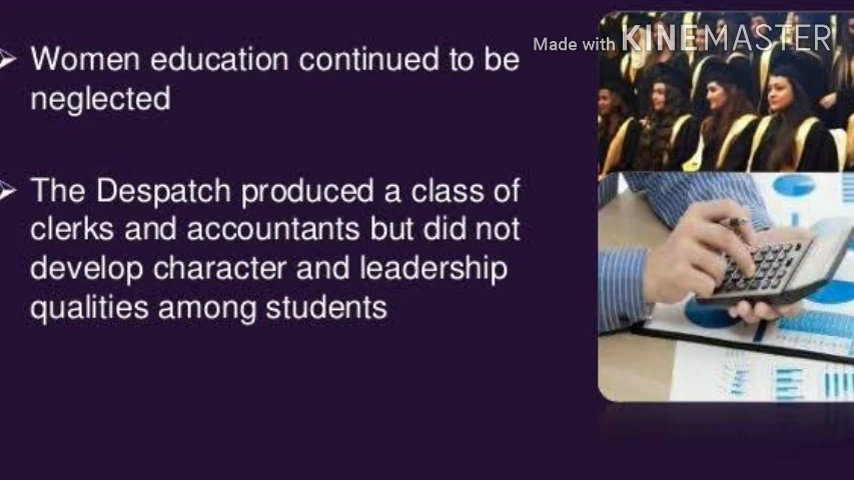 Made with KINEMASTER
Women education continued to be
neglected
The Despatch produced a class of
clerks and accountants but did not
develop character and leadership
qualities among students